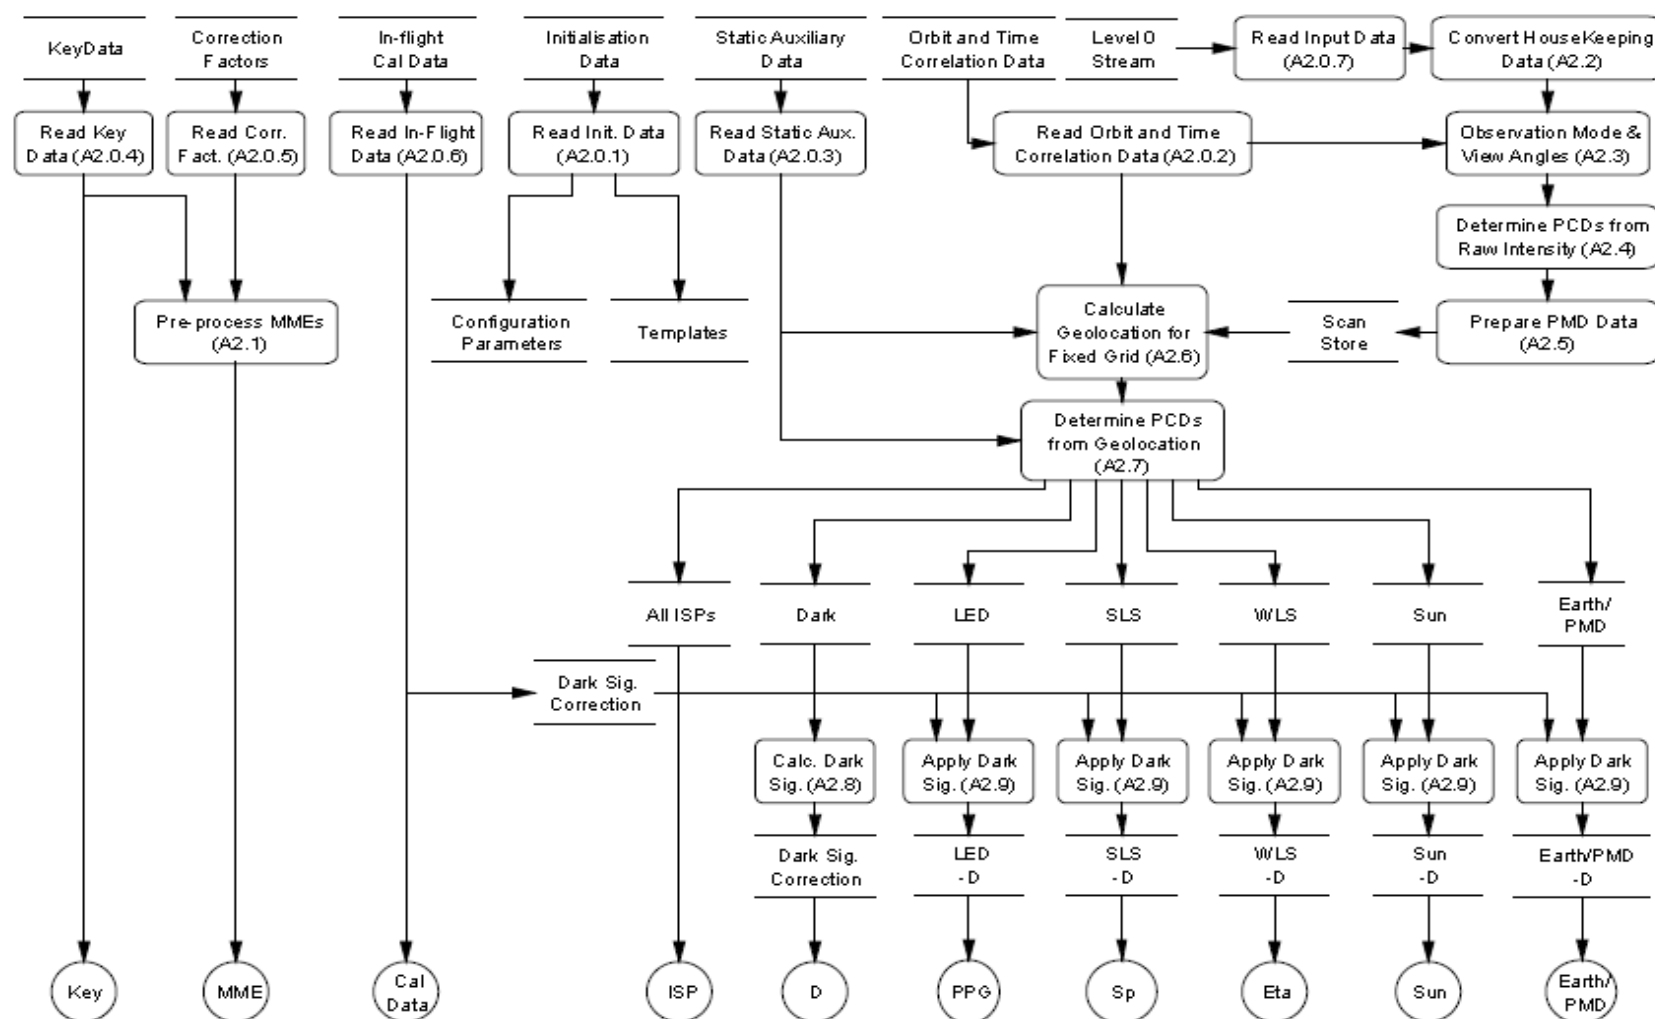 KeyData
Correction
Factors
In-flight
Cal Data
Initialisation
Data
Static Auxiliary
Data
Orbit and Time
Correlation Data
Level 0
Stream
Read Input Data
(A2.0.7)
Convert HouseKeeping
Data (A2.2)
Read Key
Data (A2.0.4)
Read Corr.
Fact. (A2.0.5)
Read In-Flight
Data (A2.0.6)
Read Init. Data
(A2.0.1)
Read Static Aux.
Data (A2.0.3)
Read Orbit and Time
Correlation Data (A2.0.2)
Observation Mode &
View Angles (A2.3)
Determine PCDs from
Raw Intensity (A2.4)
Pre-process MMEs
(A2.1)
Configuration
Parameters
Templates
Calculate
Geolocation for
Fixed Grid (A2.6)
Scan
Store
Prepare PMD Data
(A2.5)
Determine PCDs
from Geolocation
(A2.7)
All ISPs
Dark
LED
SLS
WLS
Sun
Earth/
PMD
Dark Sig.
Correction
Calc. Dark
Sig. (A2.8)
Apply Dark
Sig. (A2.9)
Apply Dark
Sig. (A2.9)
Apply Dark
Sig. (A2.9)
Apply Dark
Sig. (A2.9)
Apply Dark
Sig. (A2.9)
Dark Sig.
Correction
LED
-D
SLS
-D
WLS
-D
Sun
-D
Earth/PMD
-D
Key
MME
Cal
Data
ISP
D
PPG
Sp
Eta
Sun
Earth/
PMD